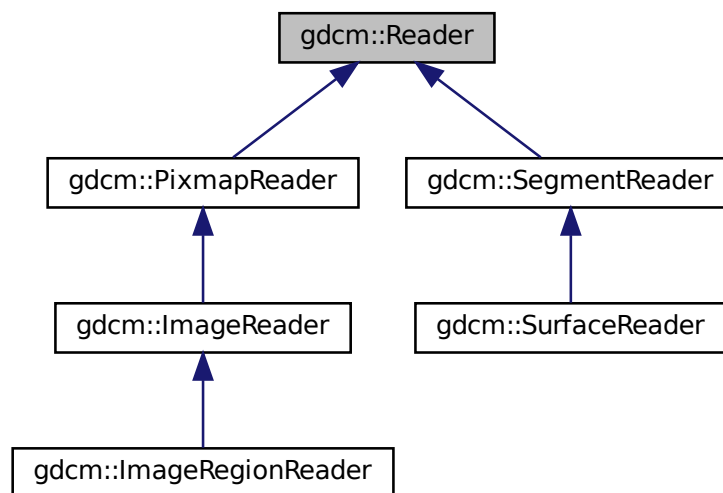 gdcm::Reader
gdcm::PixmapReader
gdcm::SegmentReader
gdcm::ImageReader
gdcm::SurfaceReader
gdcm::ImageRegionReader